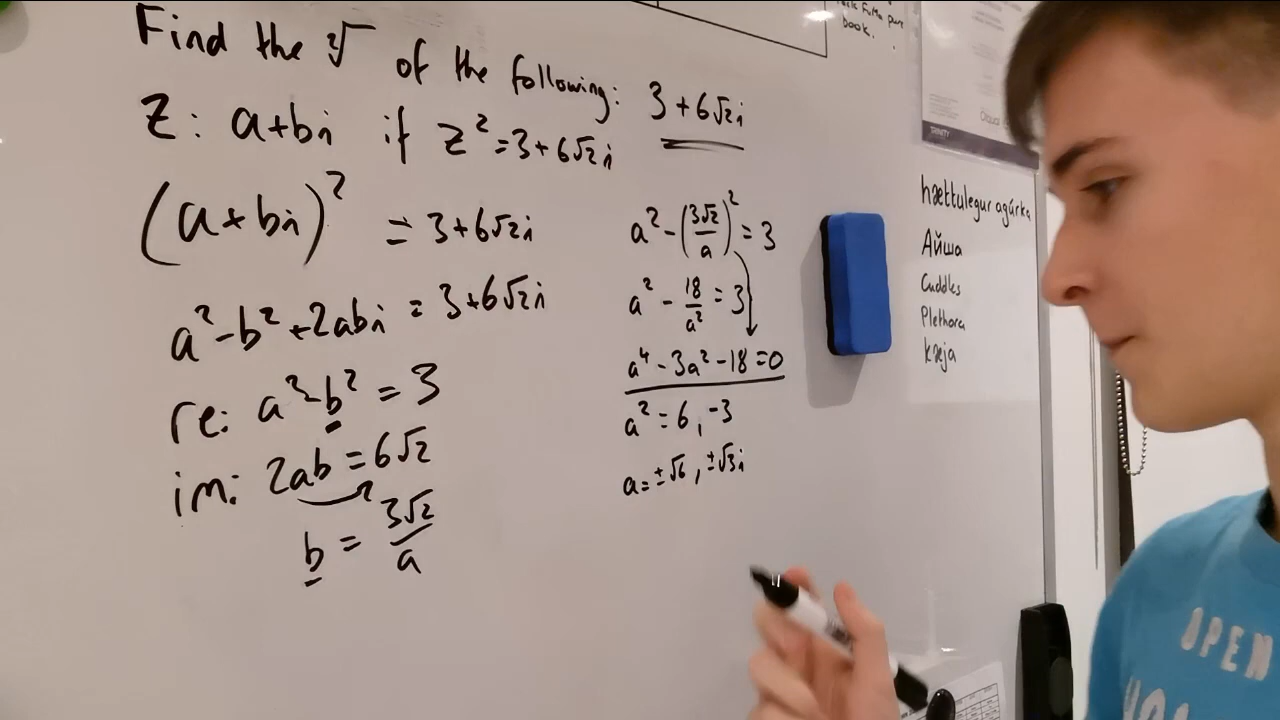 Find the ²√ of the following: 3+6√2i
Z: a+bi if z²=3+6√2i
(a+bi)² = 3+6√2i
a²-b²+2abi = 3+6√2i
re: a²-b² = 3
im: 2ab = 6√2
b = 3√2/a
a² - (3√2/a)² = 3
a² - 18/a² = 3
a⁴ - 3a² - 18 = 0
a² = 6, -3
a = ±√6, ±√3i
book.
TRINITY
hættulegur agúrka
Айша
Cuddles
Plethora
kæja
OPEN